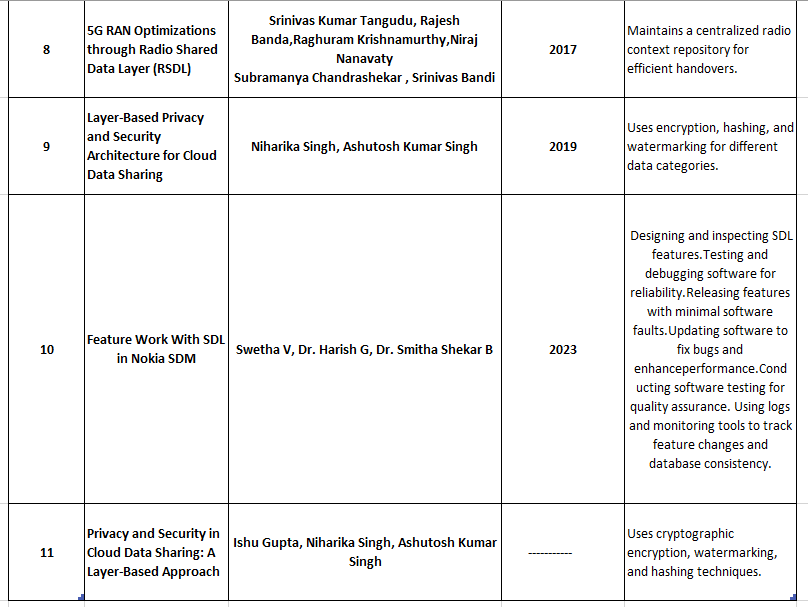 8
5G RAN Optimizations
through Radio Shared
Data Layer (RSDL)
Srinivas Kumar Tangudu, Rajesh
Banda,Raghuram Krishnamurthy,Niraj
Nanavaty
Subramanya Chandrashekar , Srinivas Bandi
2017
Maintains a centralized radio
context repository for
efficient handovers.
9
Layer-Based Privacy
and Security
Architecture for Cloud
Data Sharing
Niharika Singh, Ashutosh Kumar Singh
2019
Uses encryption, hashing, and
watermarking for different
data categories.
10
Feature Work With SDL
in Nokia SDM
Swetha V, Dr. Harish G, Dr. Smitha Shekar B
2023
Designing and inspecting SDL
features.Testing and
debugging software for
reliability.Releasing features
with minimal software
faults.Updating software to
fix bugs and
enhanceperformance.Cond
ucting software testing for
quality assurance. Using logs
and monitoring tools to track
feature changes and
database consistency.
11
Privacy and Security in
Cloud Data Sharing: A
Layer-Based Approach
Ishu Gupta, Niharika Singh, Ashutosh Kumar
Singh
-----------
Uses cryptographic
encryption, watermarking,
and hashing techniques.